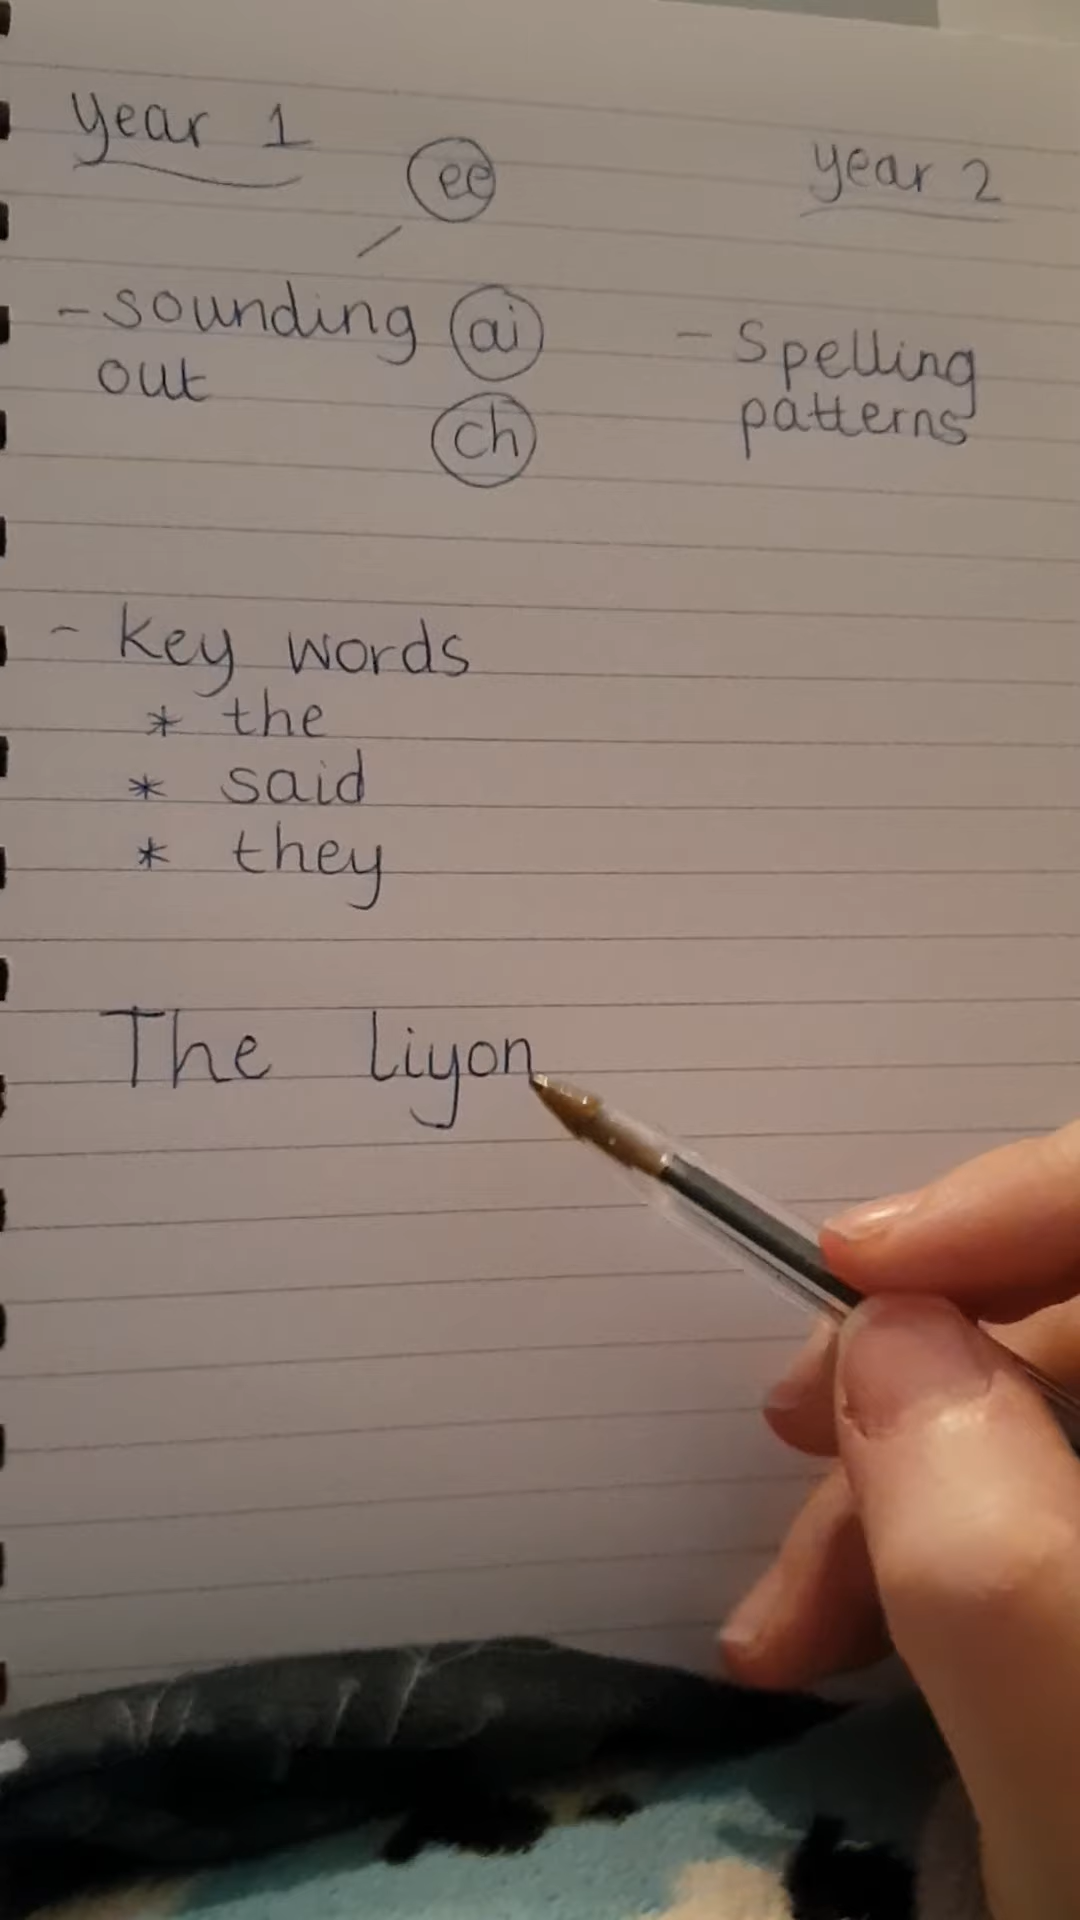 year 1
ee
year 2
- sounding ai
out
ch
- Spelling
patterns
- key words
* the
* said
* they
The liyon